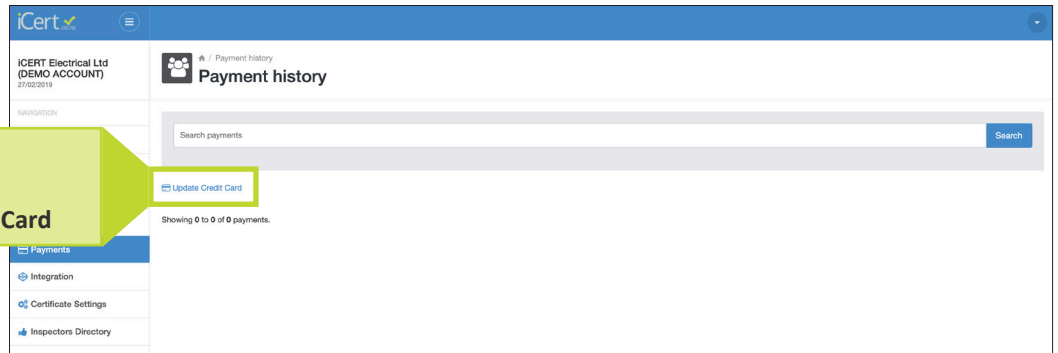 iCert
iCERT Electrical Ltd
(DEMO ACCOUNT)
27/02/2019
/ Payment history
Payment history
NAVIGATION
Search payments
Search
Update Credit Card
Card
Showing 0 to 0 of 0 payments.
Payments
Integration
Certificate Settings
Inspectors Directory